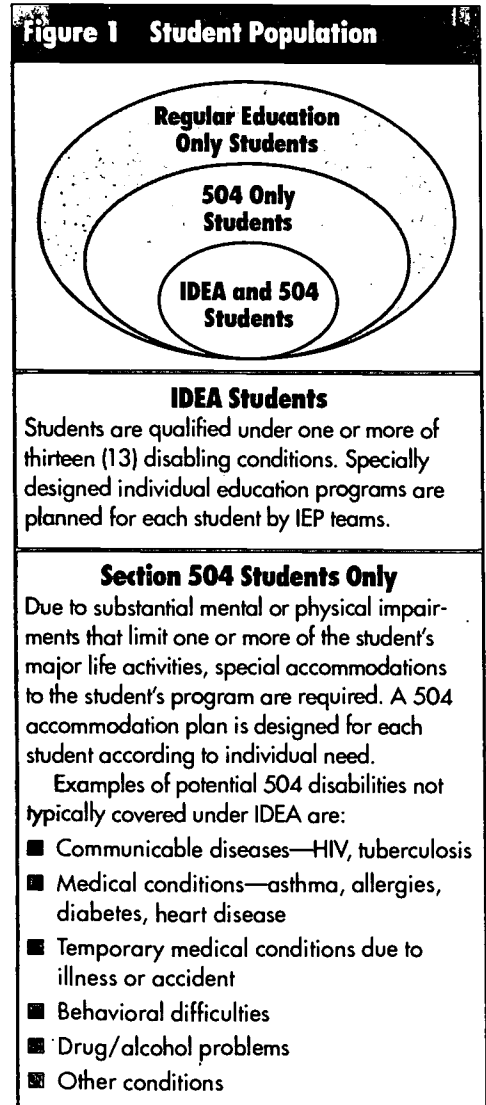 Figure 1 Student Population
Regular Education
Only Students
504 Only
Students
IDEA and 504
Students
IDEA Students
Students are qualified under one or more of
thirteen (13) disabling conditions. Specially
designed individual education programs are
planned for each student by IEP teams.
Section 504 Students Only
Due to substantial mental or physical impair-
ments that limit one or more of the student's
major life activities, special accommodations
to the student's program are required. A 504
accommodation plan is designed for each
student according to individual need.
Examples of potential 504 disabilities not
typically covered under IDEA are:
■ Communicable diseases—HIV, tuberculosis
■ Medical conditions—asthma, allergies,
diabetes, heart disease
■ Temporary medical conditions due to
illness or accident
■ Behavioral difficulties
■ Drug/alcohol problems
■ Other conditions